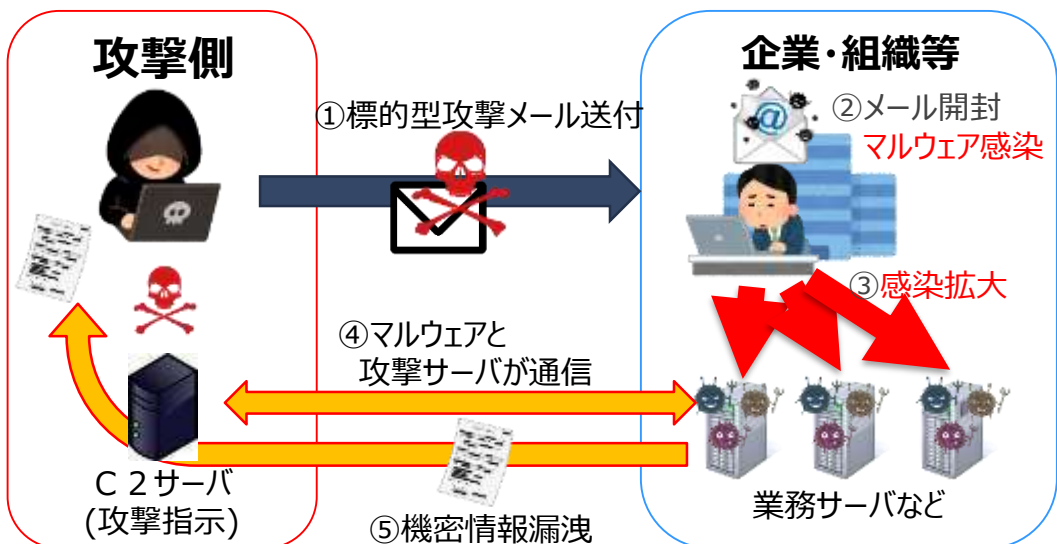 攻撃側
企業・組織等
①標的型攻撃メール送付
②メール開封
マルウェア感染
③感染拡大
④マルウェアと
攻撃サーバが通信
C2サーバ
(攻撃指示)
業務サーバなど
⑤機密情報漏洩